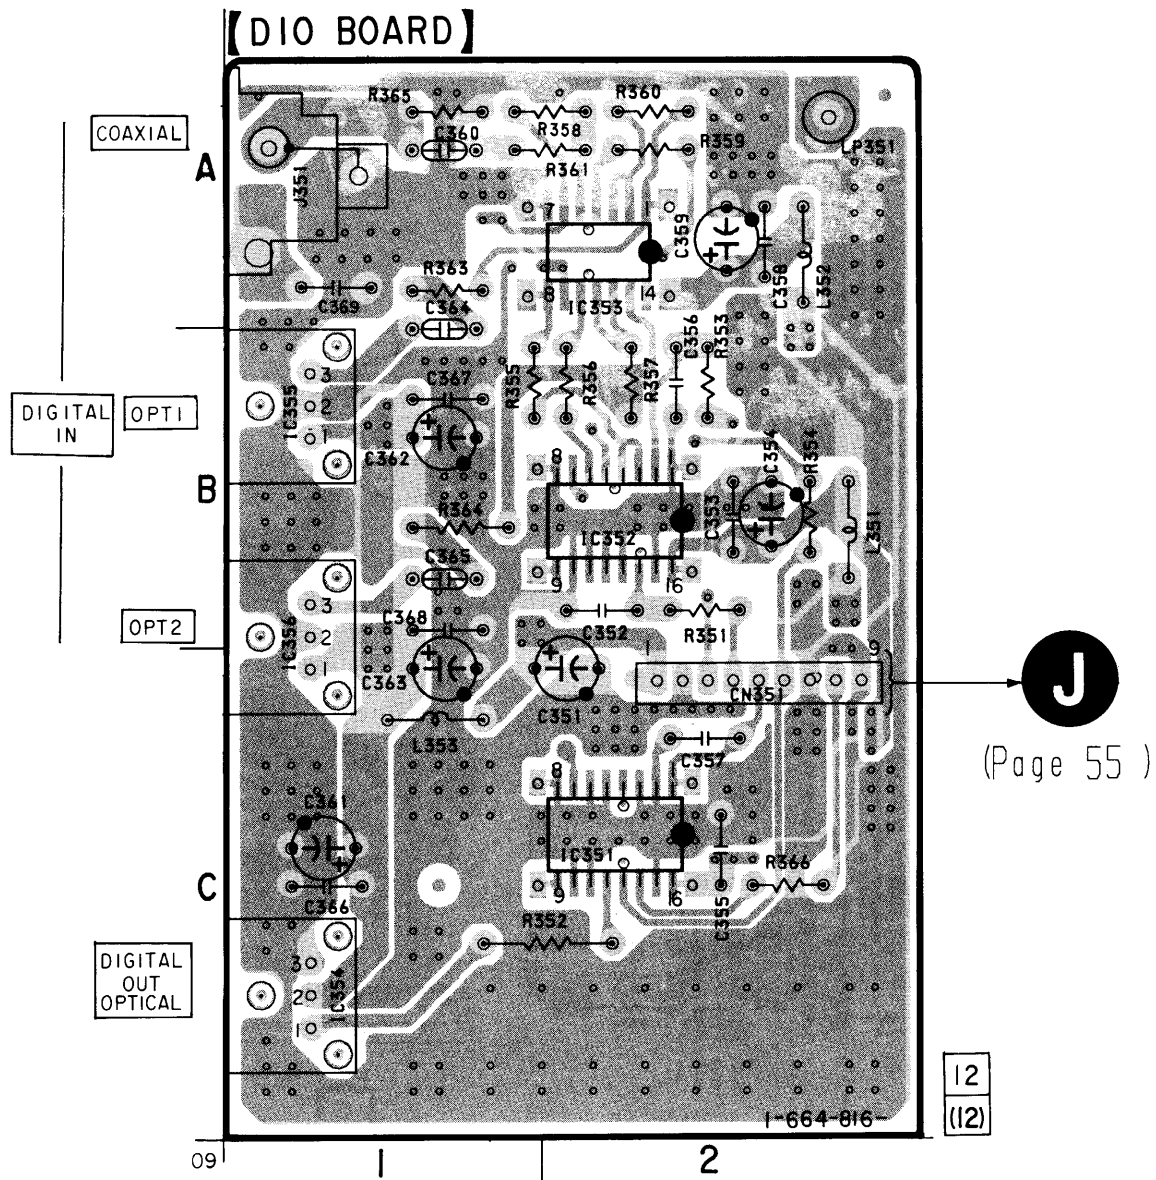 【DIO BOARD】
R365
R360
COAXIAL
C360
R358
R359
LP351
A
J351
R361
7
1
C359
R363
C358
L352
C369
C364
8
14
IC353
C356
R353
3
C367
R355
R356
R357
DIGITAL
IN
OPT1
IC355
2
1
C362
8
1
C354
R354
B
R364
C353
L351
IC352
C365
9
16
3
OPT2
C368
C352
R351
IC356
2
1
9
1
C363
CN351
J
C351
L353
C357
(Page 55 )
8
1
C361
IC351
R366
C
C366
9
16
C355
R352
DIGITAL
OUT
OPTICAL
3
2
IC354
1
12
(12)
1-664-816-
09
1
2